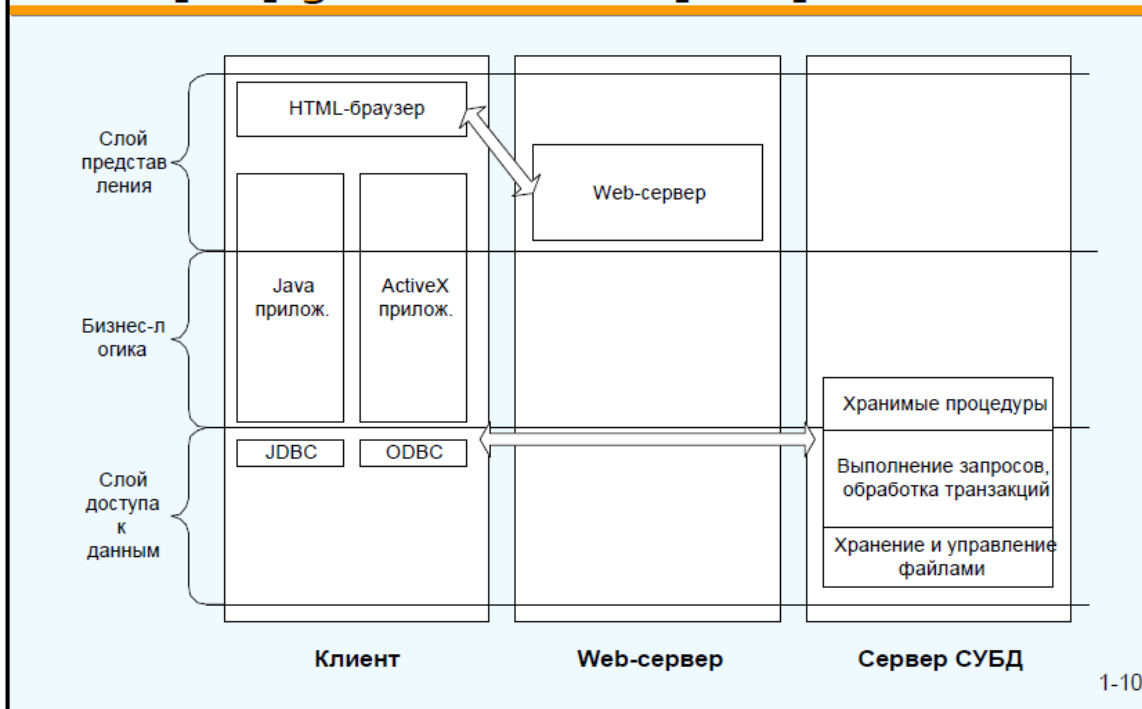 HTML-браузер
Слой
представ
ления
Web-сервер
Java
прилож.
ActiveX
прилож.
Бизнес-л
огика
Хранимые процедуры
JDBC
ODBC
Выполнение запросов,
обработка транзакций
Слой
доступа
к
данным
Хранение и управление
файлами
Клиент
Web-сервер
Сервер СУБД
1-10